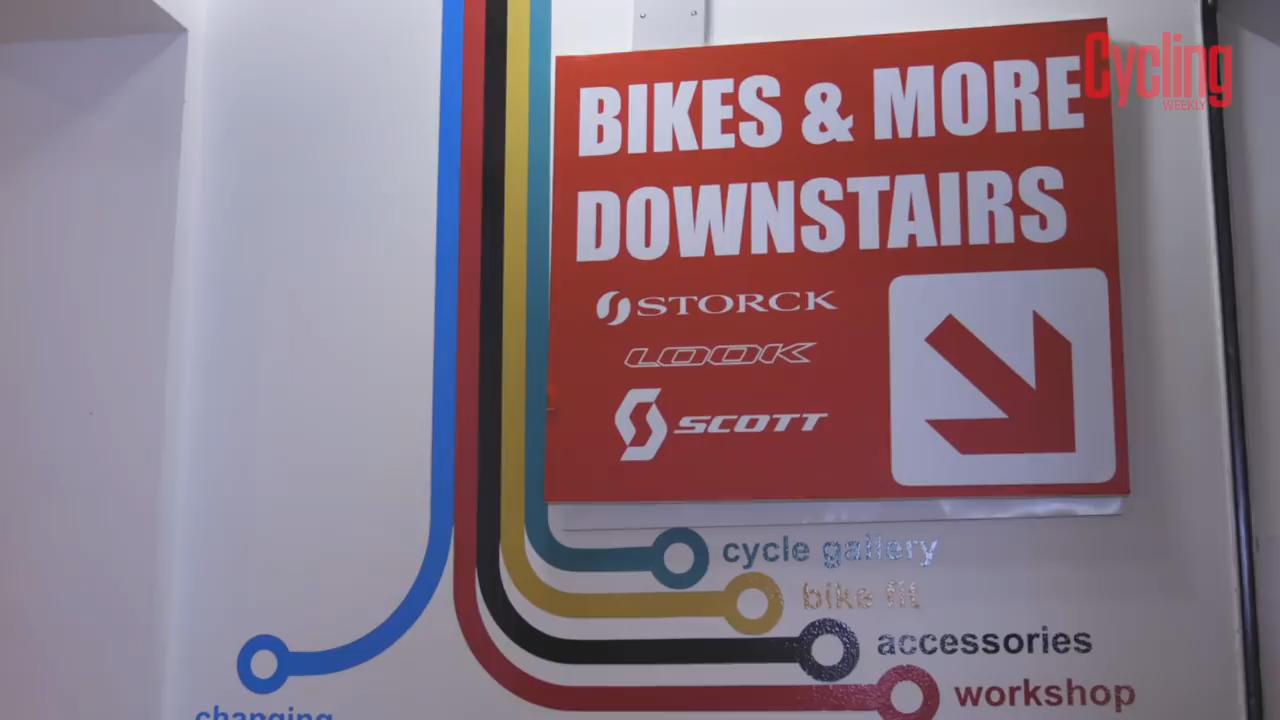 Cycling
WEEKLY
BIKES & MORE
DOWNSTAIRS
STORCK
LOOK
SCOTT
cycle gallery
bike fit
accessories
workshop
changing